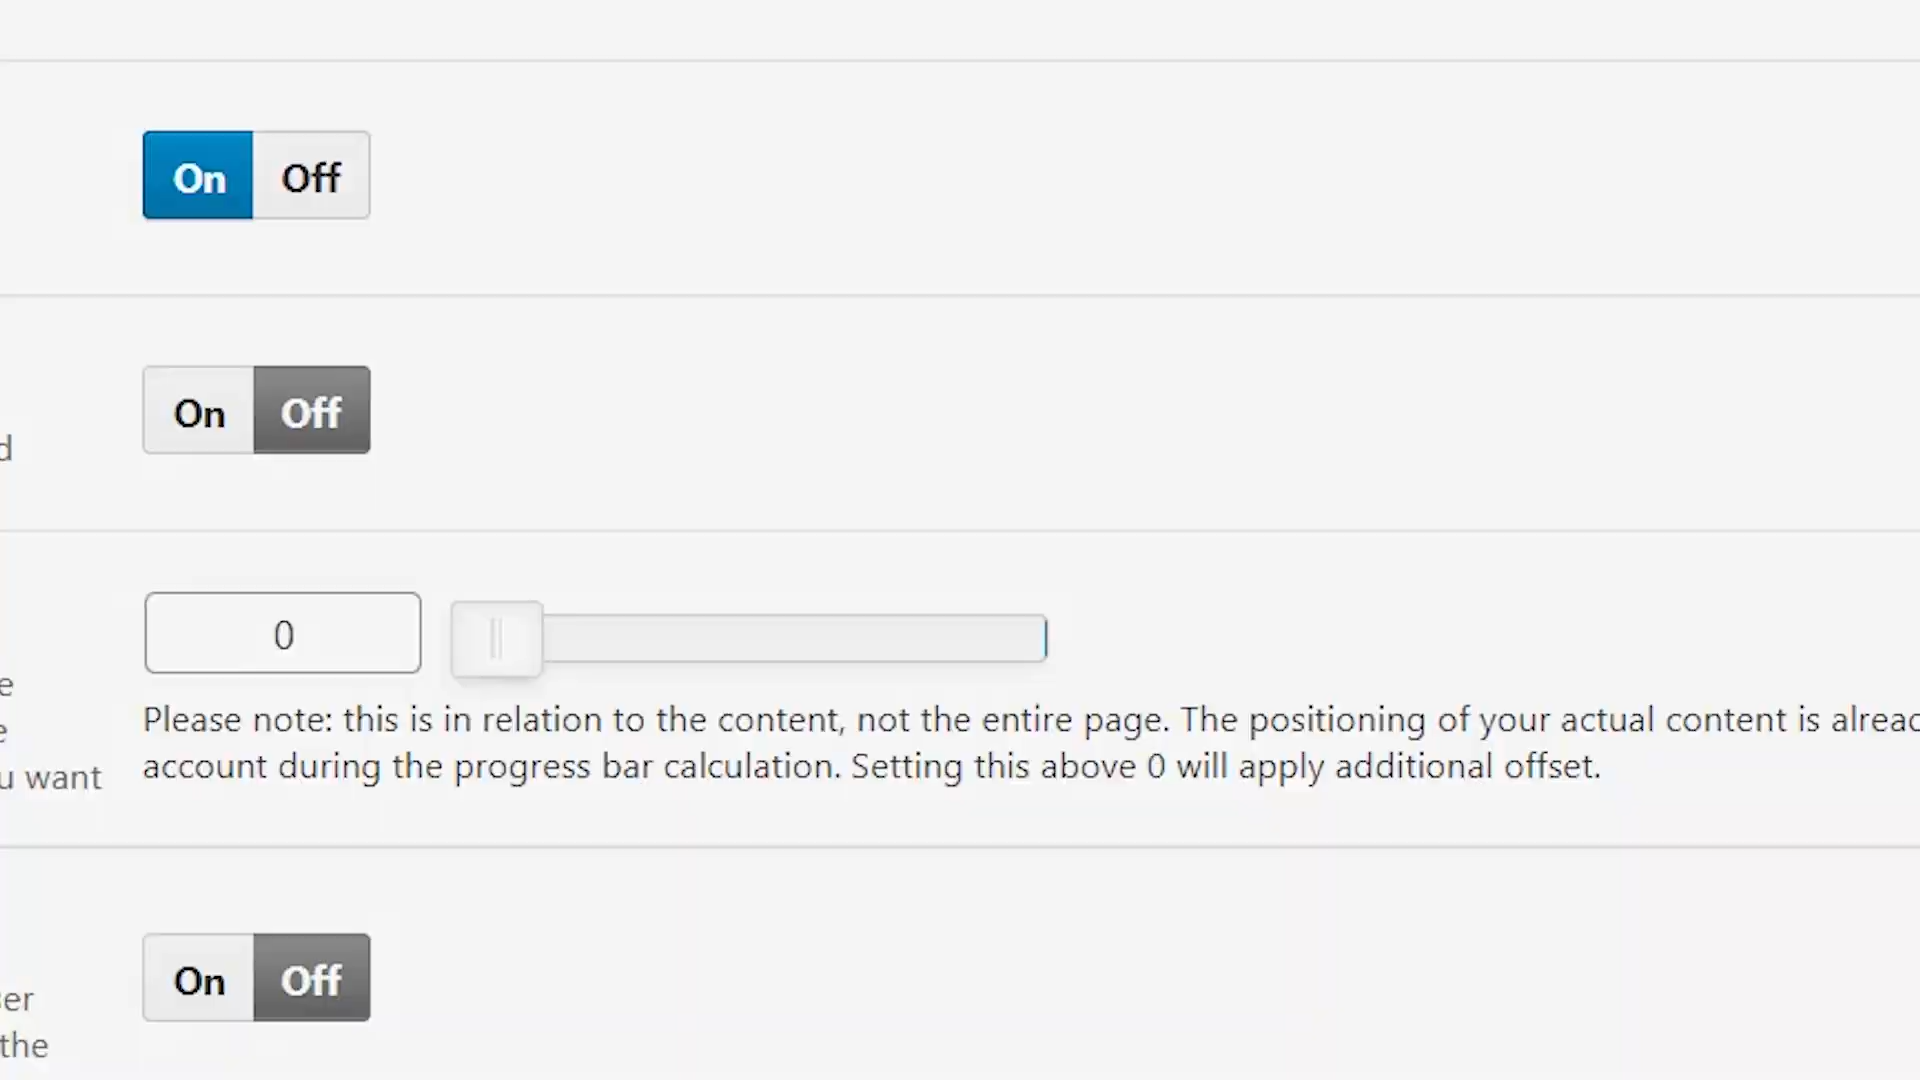 On Off
On Off
d
0
e
Please note: this is in relation to the content, not the entire page. The positioning of your actual content is
e
account during the progress bar calculation. Setting this above 0 will apply additional offset.
u want
On Off
the